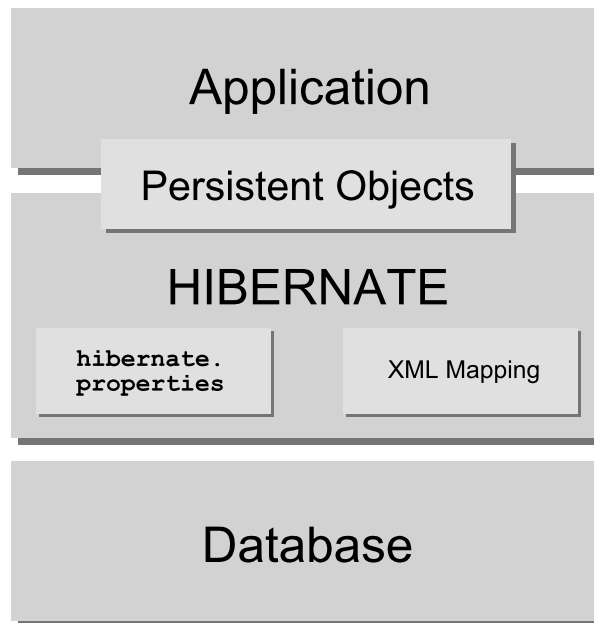 Application
Persistent Objects
HIBERNATE
hibernate.
properties
XML Mapping
Database